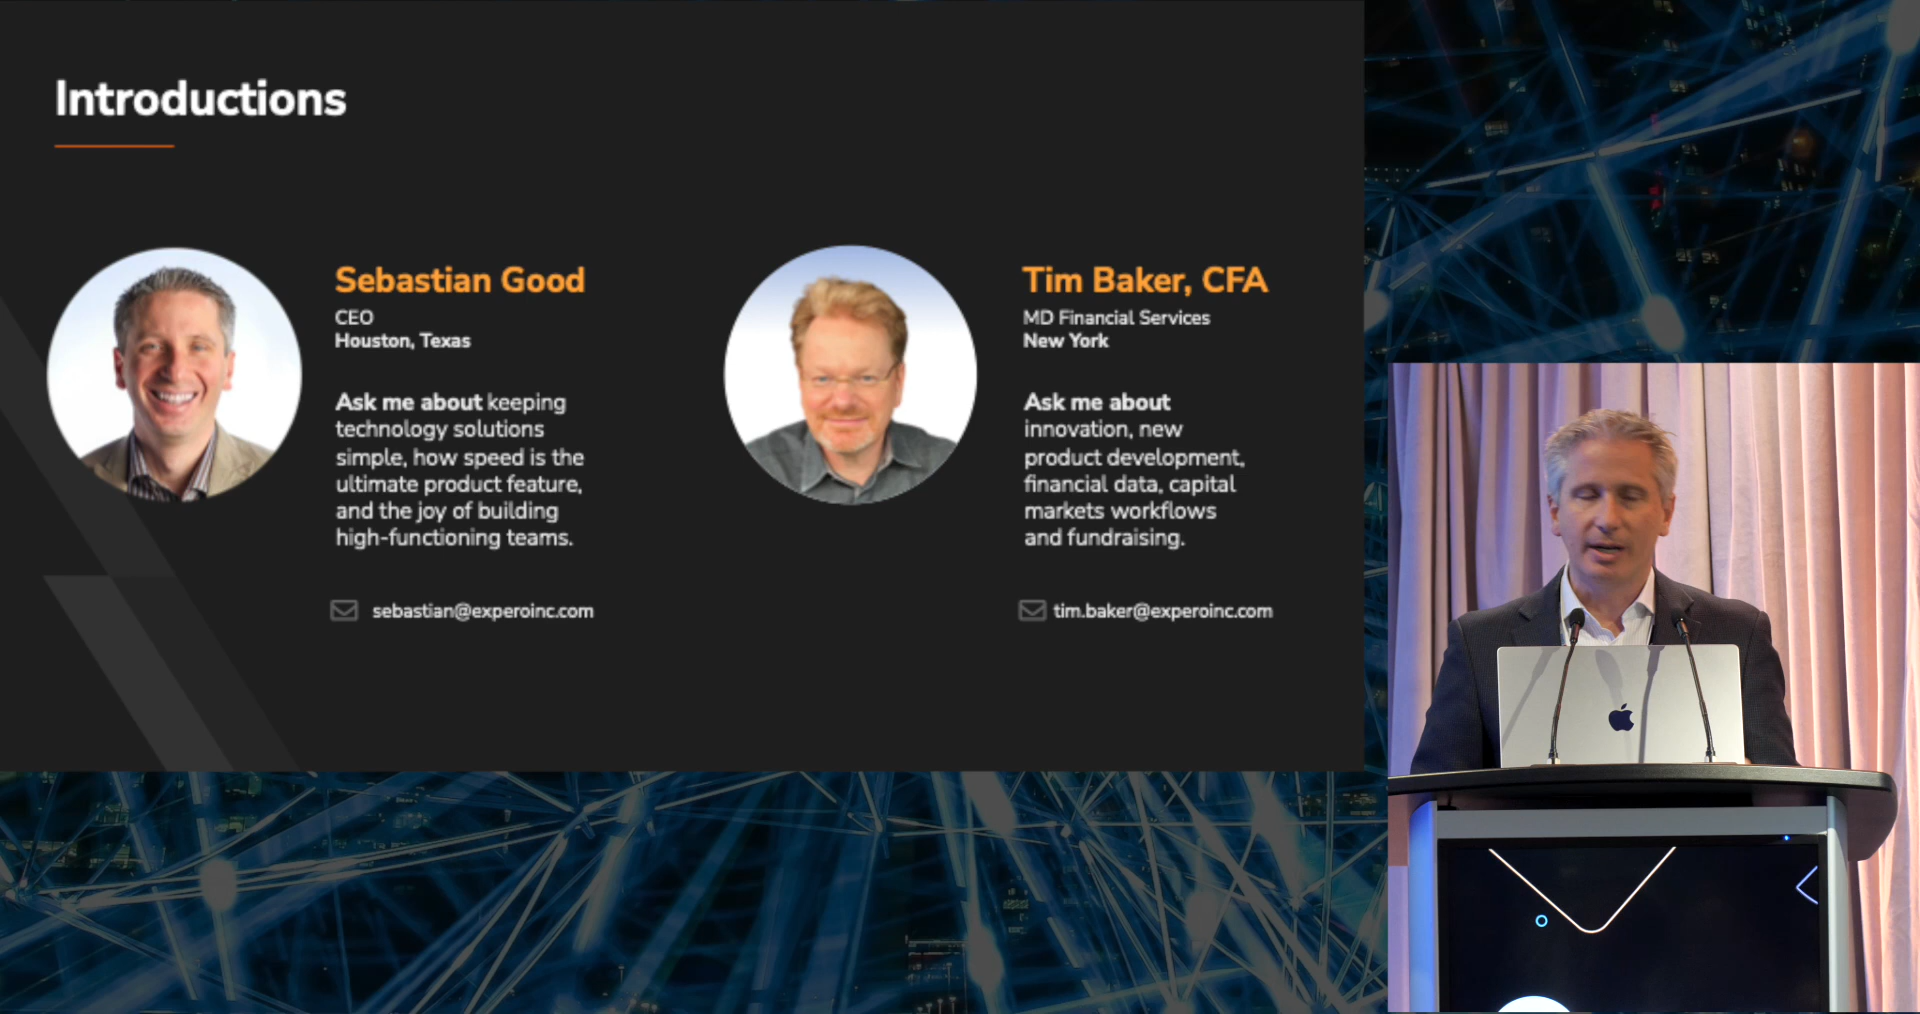 Introductions
Sebastian Good
CEO
Houston, Texas
Ask me about keeping
technology solutions
simple, how speed is the
ultimate product feature,
and the joy of building
high-functioning teams.
sebastian@experoinc.com
Tim Baker, CFA
MD Financial Services
New York
Ask me about
innovation, new
product development,
financial data, capital
markets workflows
and fundraising.
tim.baker@experoinc.com